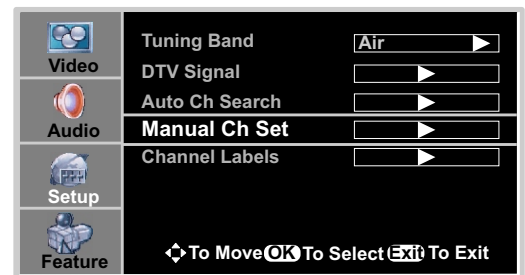 Video
Audio
Setup
Feature
Tuning Band Air
DTV Signal
Auto Ch Search
Manual Ch Set
Channel Labels
To Move OK To Select Exit To Exit